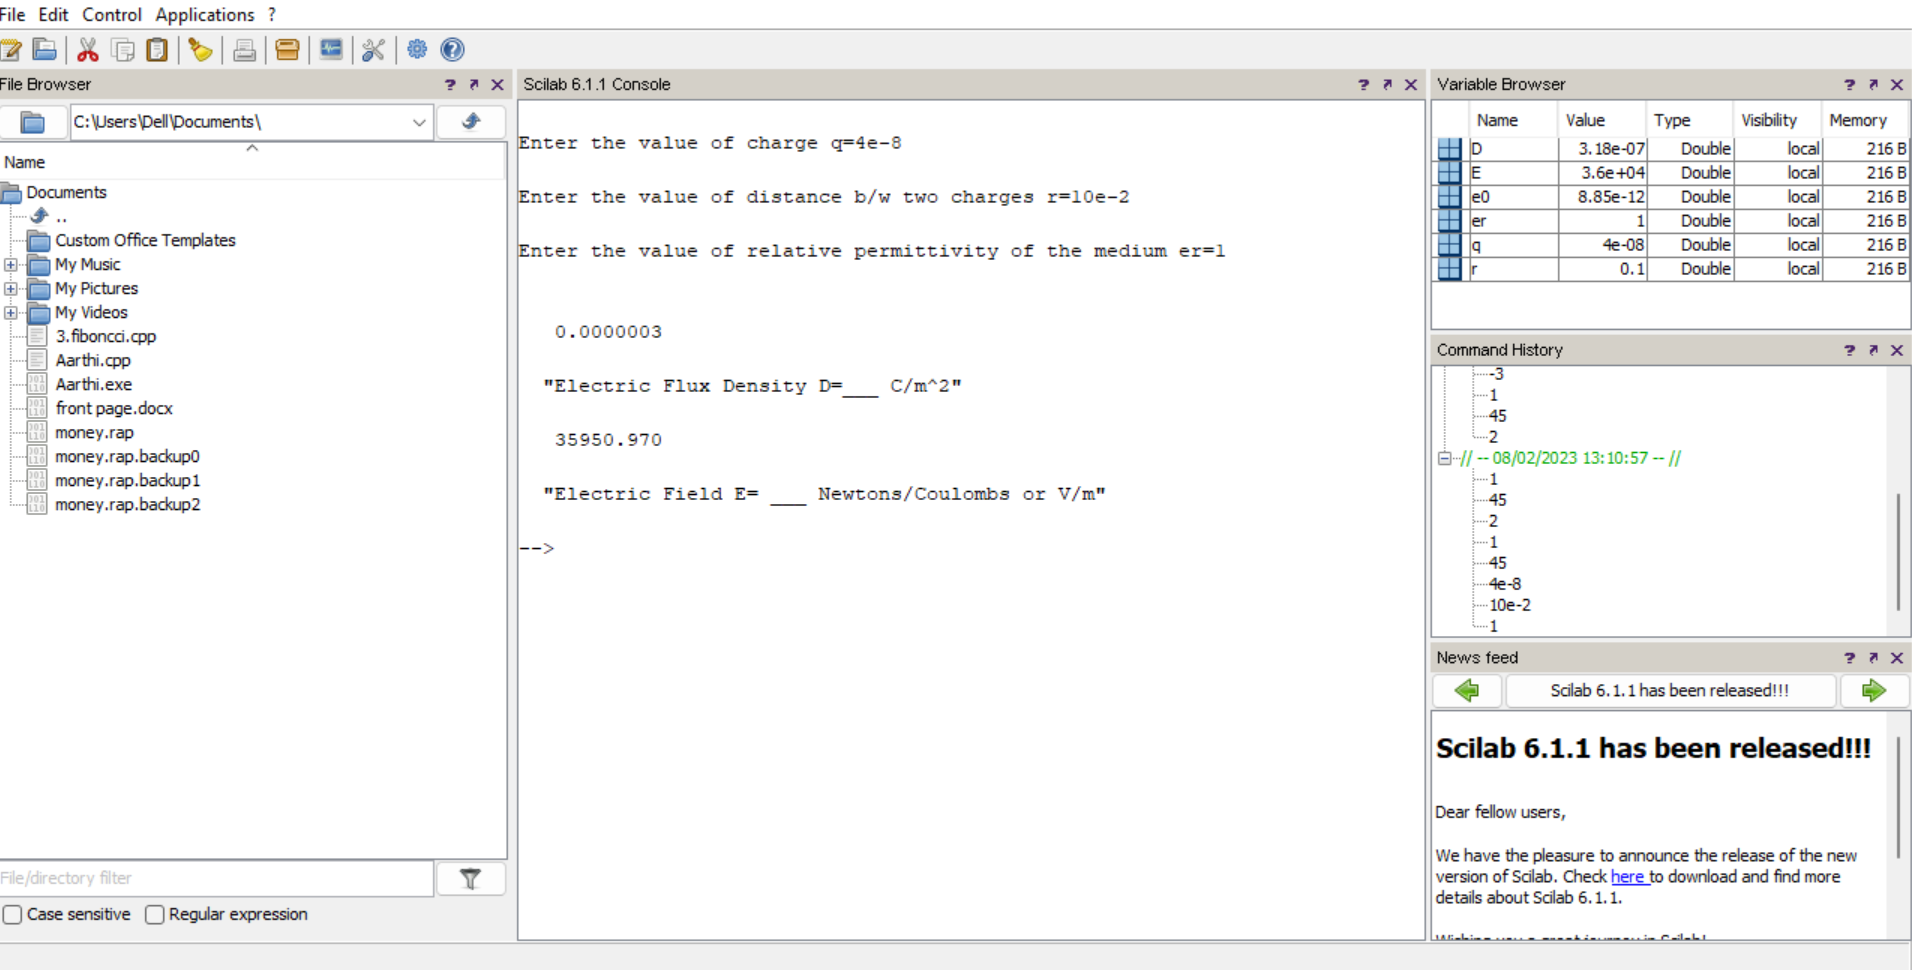 File Edit Control Applications ?
File Browser
C:\Users\Dell\Documents\
Name
Documents
..
Custom Office Templates
My Music
My Pictures
My Videos
3.fiboncci.cpp
Aarthi.cpp
Aarthi.exe
front page.docx
money.rap
money.rap.backup0
money.rap.backup1
money.rap.backup2
File/directory filter
Case sensitive Regular expression
Scilab 6.1.1 Console
Enter the value of charge q=4e-8
Enter the value of distance b/w two charges r=10e-2
Enter the value of relative permittivity of the medium er=1
0.0000003
"Electric Flux Density D=___ C/m^2"
35950.970
"Electric Field E= ___ Newtons/Coulombs or V/m"
-->
Variable Browser
Name Value Type Visibility Memory
D 3.18e-07 Double local 216 B
E 3.6e+04 Double local 216 B
e0 8.85e-12 Double local 216 B
er 1 Double local 216 B
q 4e-08 Double local 216 B
r 0.1 Double local 216 B
Command History
-3
1
45
2
// -- 08/02/2023 13:10:57 -- //
1
45
2
1
45
4e-8
10e-2
1
News feed
Scilab 6.1.1 has been released!!!
Scilab 6.1.1 has been released!!!
Dear fellow users,
We have the pleasure to announce the release of the new
version of Scilab. Check here to download and find more
details about Scilab 6.1.1.